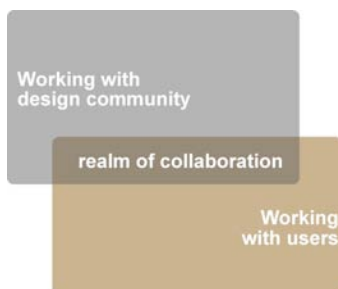 Working with
design community
realm of collaboration
Working
with users